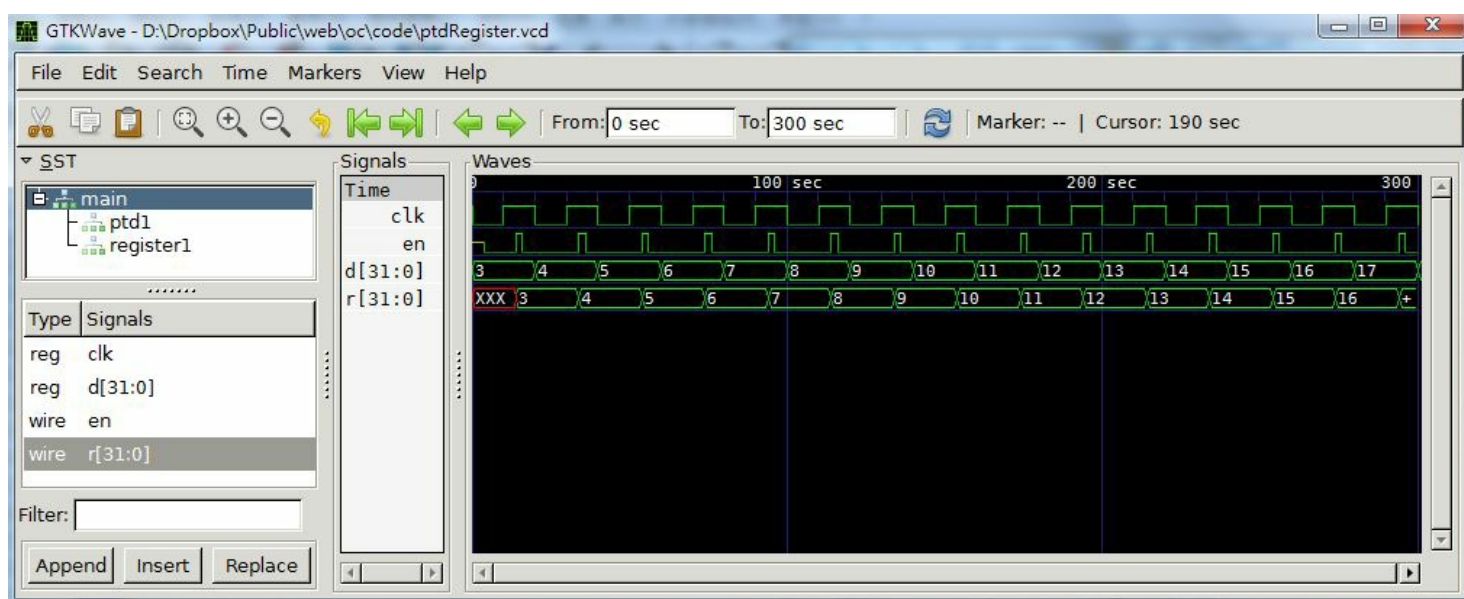 GTKWave - D:\Dropbox\Public\web\oc\code\ptdRegister.vcd
File Edit Search Time Markers View Help
From: 0 sec To: 300 sec Marker: -- | Cursor: 190 sec
SST
main
ptd1
register1
Type Signals
reg clk
reg d[31:0]
wire en
wire r[31:0]
Filter:
Append Insert Replace
Signals
Time
clk
en
d[31:0]
r[31:0]
Waves
0 100 sec 200 sec 300
3 4 5 6 7 8 9 10 11 12 13 14 15 16 17
XXX 3 4 5 6 7 8 9 10 11 12 13 14 15 16 +